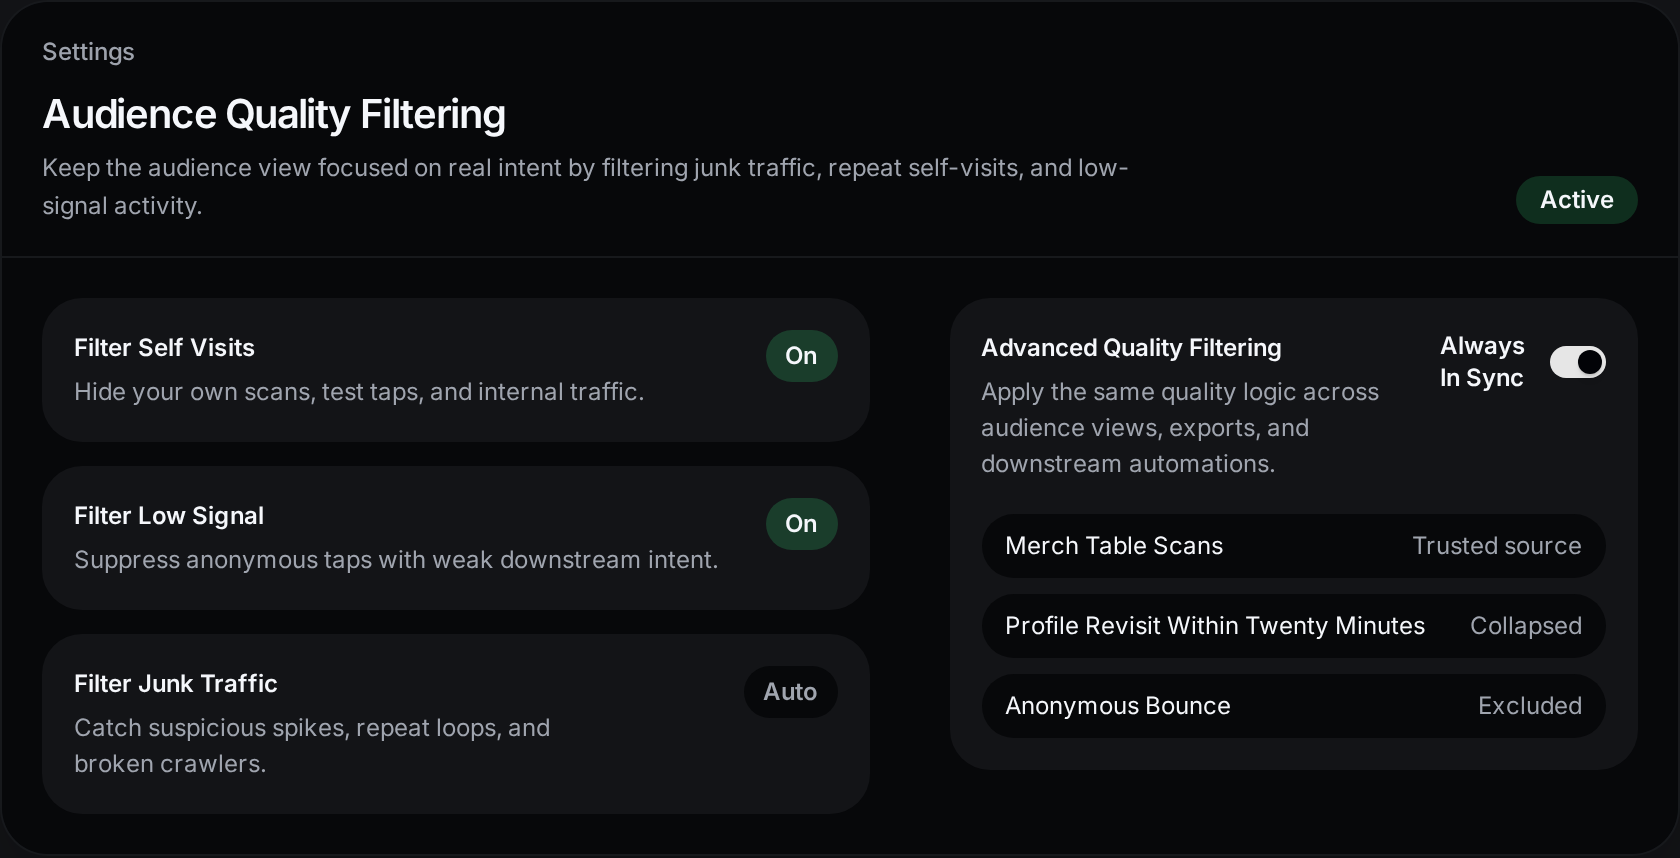 Settings
Audience Quality Filtering
Keep the audience view focused on real intent by filtering junk traffic, repeat self-visits, and low-
signal activity.
Active
Filter Self Visits
On
Hide your own scans, test taps, and internal traffic.
Filter Low Signal
On
Suppress anonymous taps with weak downstream intent.
Filter Junk Traffic
Auto
Catch suspicious spikes, repeat loops, and
broken crawlers.
Advanced Quality Filtering
Always
In Sync
Apply the same quality logic across
audience views, exports, and
downstream automations.
Merch Table Scans
Trusted source
Profile Revisit Within Twenty Minutes
Collapsed
Anonymous Bounce
Excluded